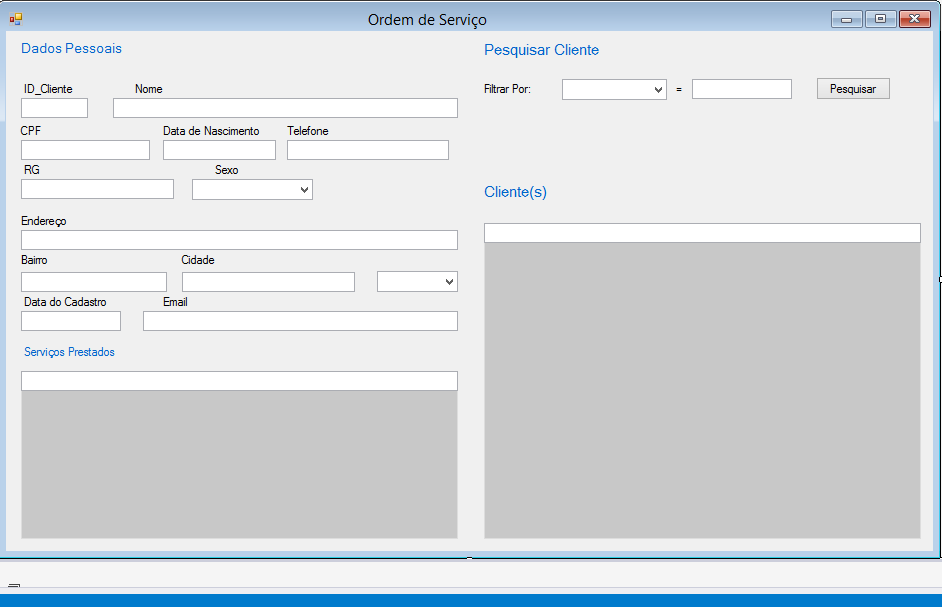 Ordem de Serviço
Dados Pessoais
ID_Cliente Nome
CPF Data de Nascimento Telefone
RG Sexo
Endereço
Bairro Cidade
Data do Cadastro Email
Serviços Prestados
Pesquisar Cliente
Filtrar Por: = Pesquisar
Cliente(s)